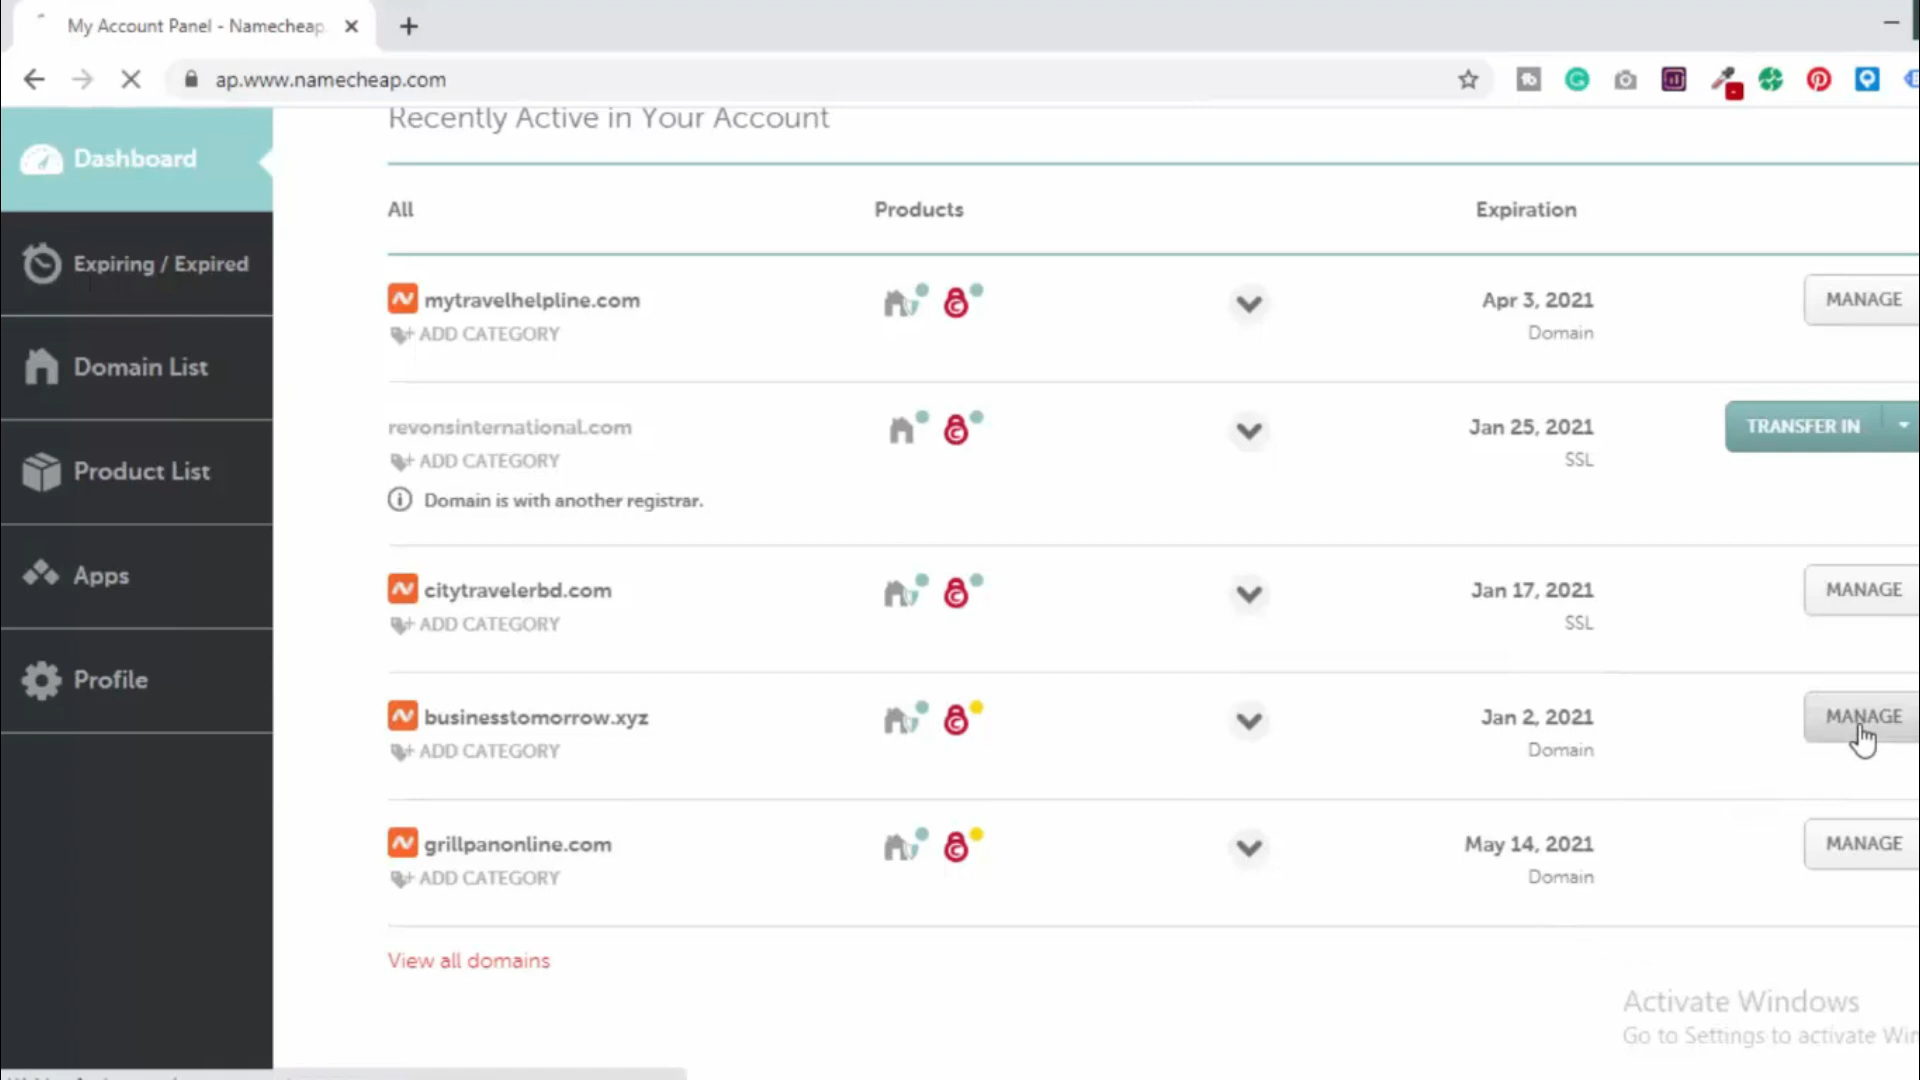 My Account Panel - Namecheap
ap.www.namecheap.com
Recently Active in Your Account
Dashboard
Expiring / Expired
Domain List
Product List
Apps
Profile
All Products Expiration
mytravelhelpline.com Apr 3, 2021 MANAGE
ADD CATEGORY Domain
revonsinternational.com Jan 25, 2021 TRANSFER IN
ADD CATEGORY SSL
Domain is with another registrar.
citytravelerbd.com Jan 17, 2021 MANAGE
ADD CATEGORY SSL
businesstomorrow.xyz Jan 2, 2021 MANAGE
ADD CATEGORY Domain
grillpanonline.com May 14, 2021 MANAGE
ADD CATEGORY Domain
View all domains
Activate Windows
Go to Settings to activate Win